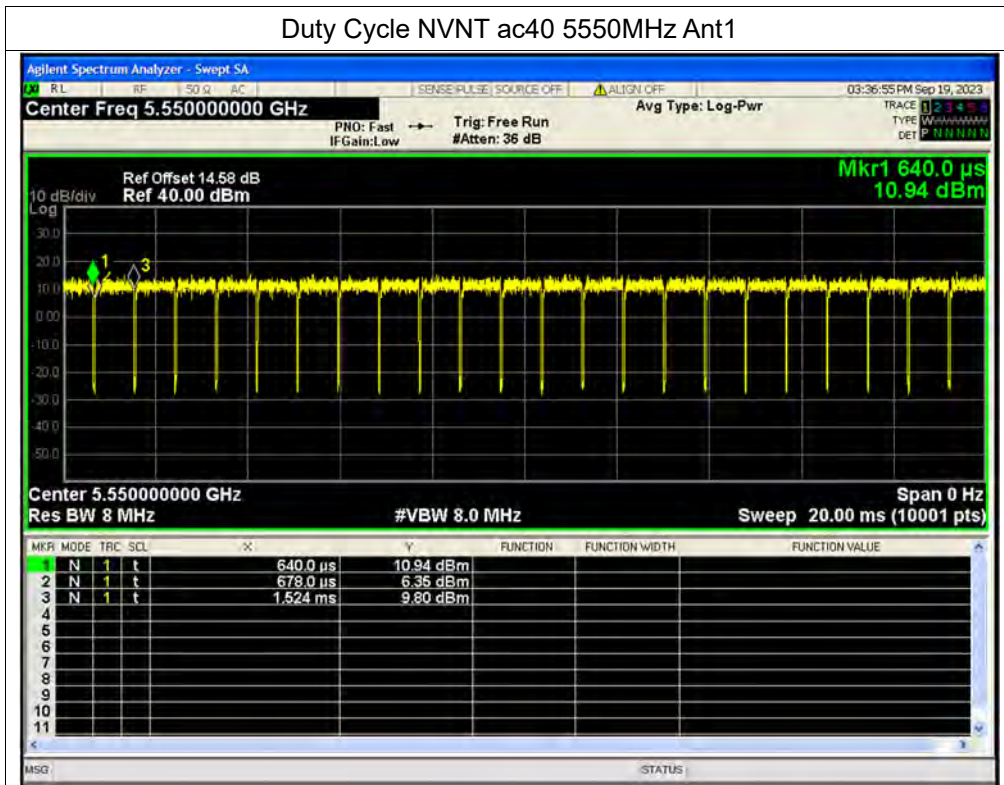 Duty Cycle NVNT ac40 5550MHz Ant1
Agilent Spectrum Analyzer - Swept SA
RL RF 50 Ω AC SENSE:PULSE SOURCE OFF ALIGN OFF 03:36:55 PM Sep 19, 2023
Center Freq 5.550000000 GHz Avg Type: Log-Pwr TRACE 1 2 3 4 5 6
PNO: Fast Trig: Free Run TYPE W
IFGain:Low #Atten: 36 dB DET P N N N N N
Mkr1 640.0 µs
Ref Offset 14.58 dB
10 dB/div Ref 40.00 dBm 10.94 dBm
Log
30.0
20.0
10.0
0.00
-10.0
-20.0
-30.0
-40.0
-50.0
1 2 3
Center 5.550000000 GHz Span 0 Hz
Res BW 8 MHz #VBW 8.0 MHz Sweep 20.00 ms (10001 pts)
MKR MODE TRC SCL X Y FUNCTION FUNCTION WIDTH FUNCTION VALUE
1 N 1 t 640.0 µs 10.94 dBm
2 N 1 t 678.0 µs 6.35 dBm
3 N 1 t 1.524 ms 9.80 dBm
4
5
6
7
8
9
10
11
MSG STATUS